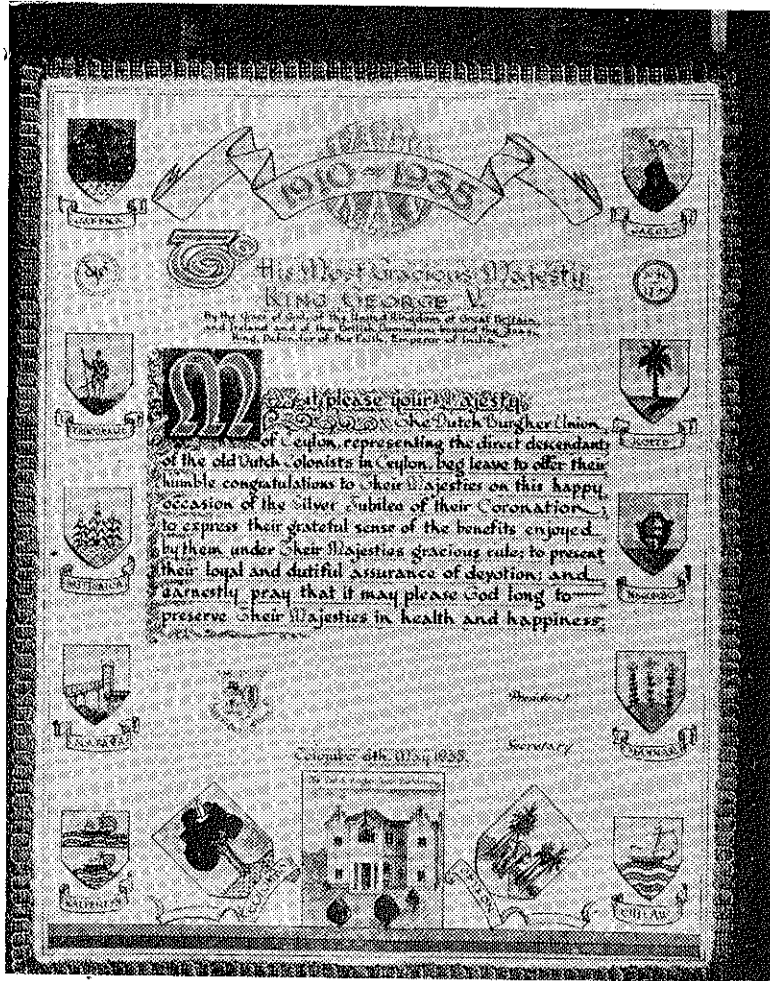 1910 ~ 1935
JAFFNA
GALLE
To
His Most Gracious Majesty
KING GEORGE V.
By the Grace of God, of the United Kingdom of Great Britain,
and Ireland and of the British Dominions beyond the Seas,
King, Defender of the Faith, Emperor of India.
May it please your Majesty,
The Dutch Burgher Union
of Ceylon, representing the direct descendants
of the old Dutch Colonists in Ceylon, beg leave to offer their
humble congratulations to Their Majesties on this happy
occasion of the Silver Jubilee of their Coronation,
to express their grateful sense of the benefits enjoyed
by them under Their Majesties gracious rule; to present
their loyal and dutiful assurance of devotion; and
earnestly pray that it may please God long to
preserve Their Majesties in health and happiness
NEGOMBO
MATARA
MANNAR
President
Secretary
Colombo 6th. May 1935.
KALPENTYN
COLOMBO
CHILAW